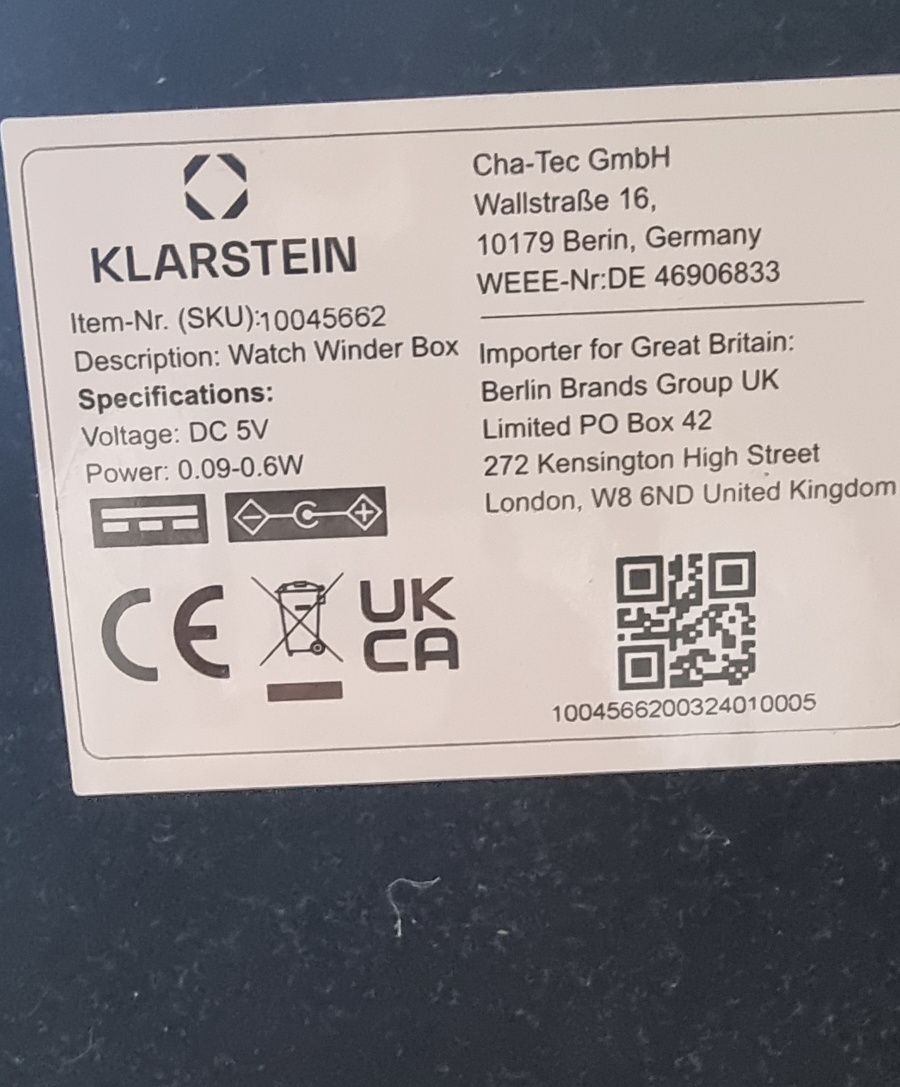 KLARSTEIN
Item-Nr. (SKU):10045662
Description: Watch Winder Box
Specifications:
Voltage: DC 5V
Power: 0.09-0.6W
CE
UK
CA
Cha-Tec GmbH
Wallstraße 16,
10179 Berin, Germany
WEEE-Nr:DE 46906833
Importer for Great Britain:
Berlin Brands Group UK
Limited PO Box 42
272 Kensington High Street
London, W8 6ND United Kingdom
1004566200324010005